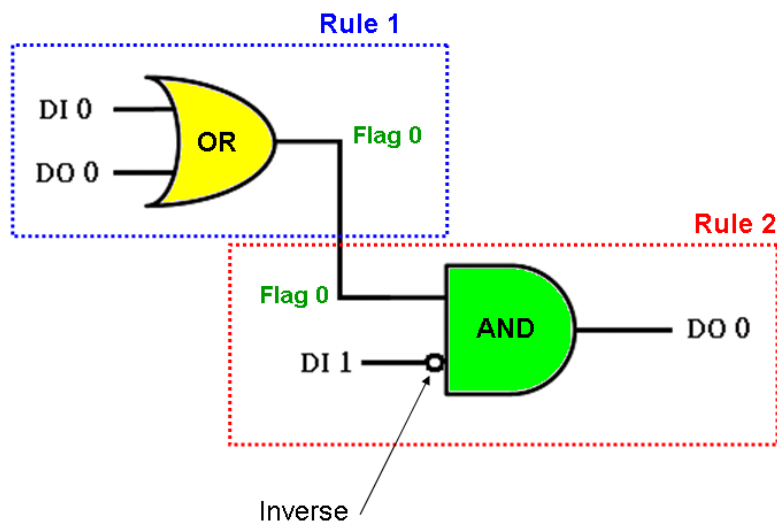 Rule 1
DI 0
OR
Flag 0
DO 0
Rule 2
Flag 0
AND
DO 0
DI 1
Inverse